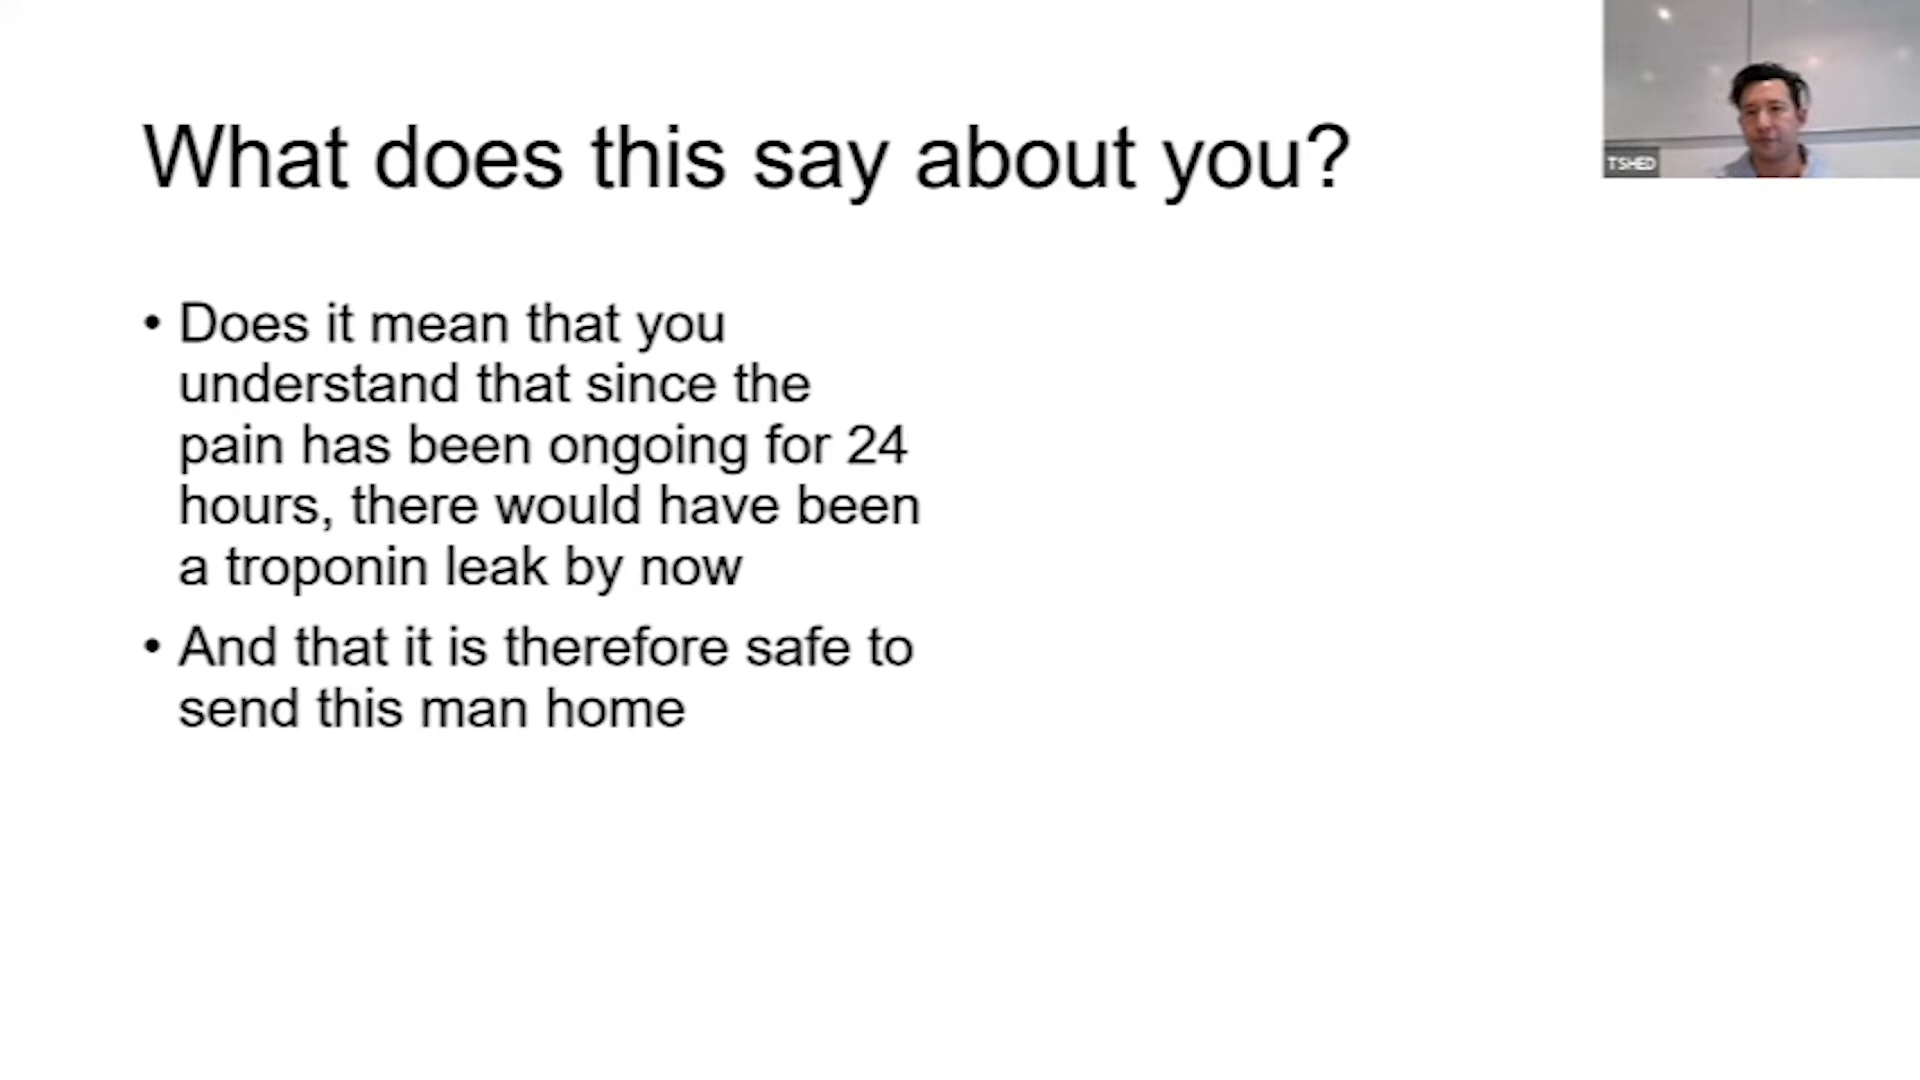 What does this say about you?
TSHED
• Does it mean that you
understand that since the
pain has been ongoing for 24
hours, there would have been
a troponin leak by now
• And that it is therefore safe to
send this man home